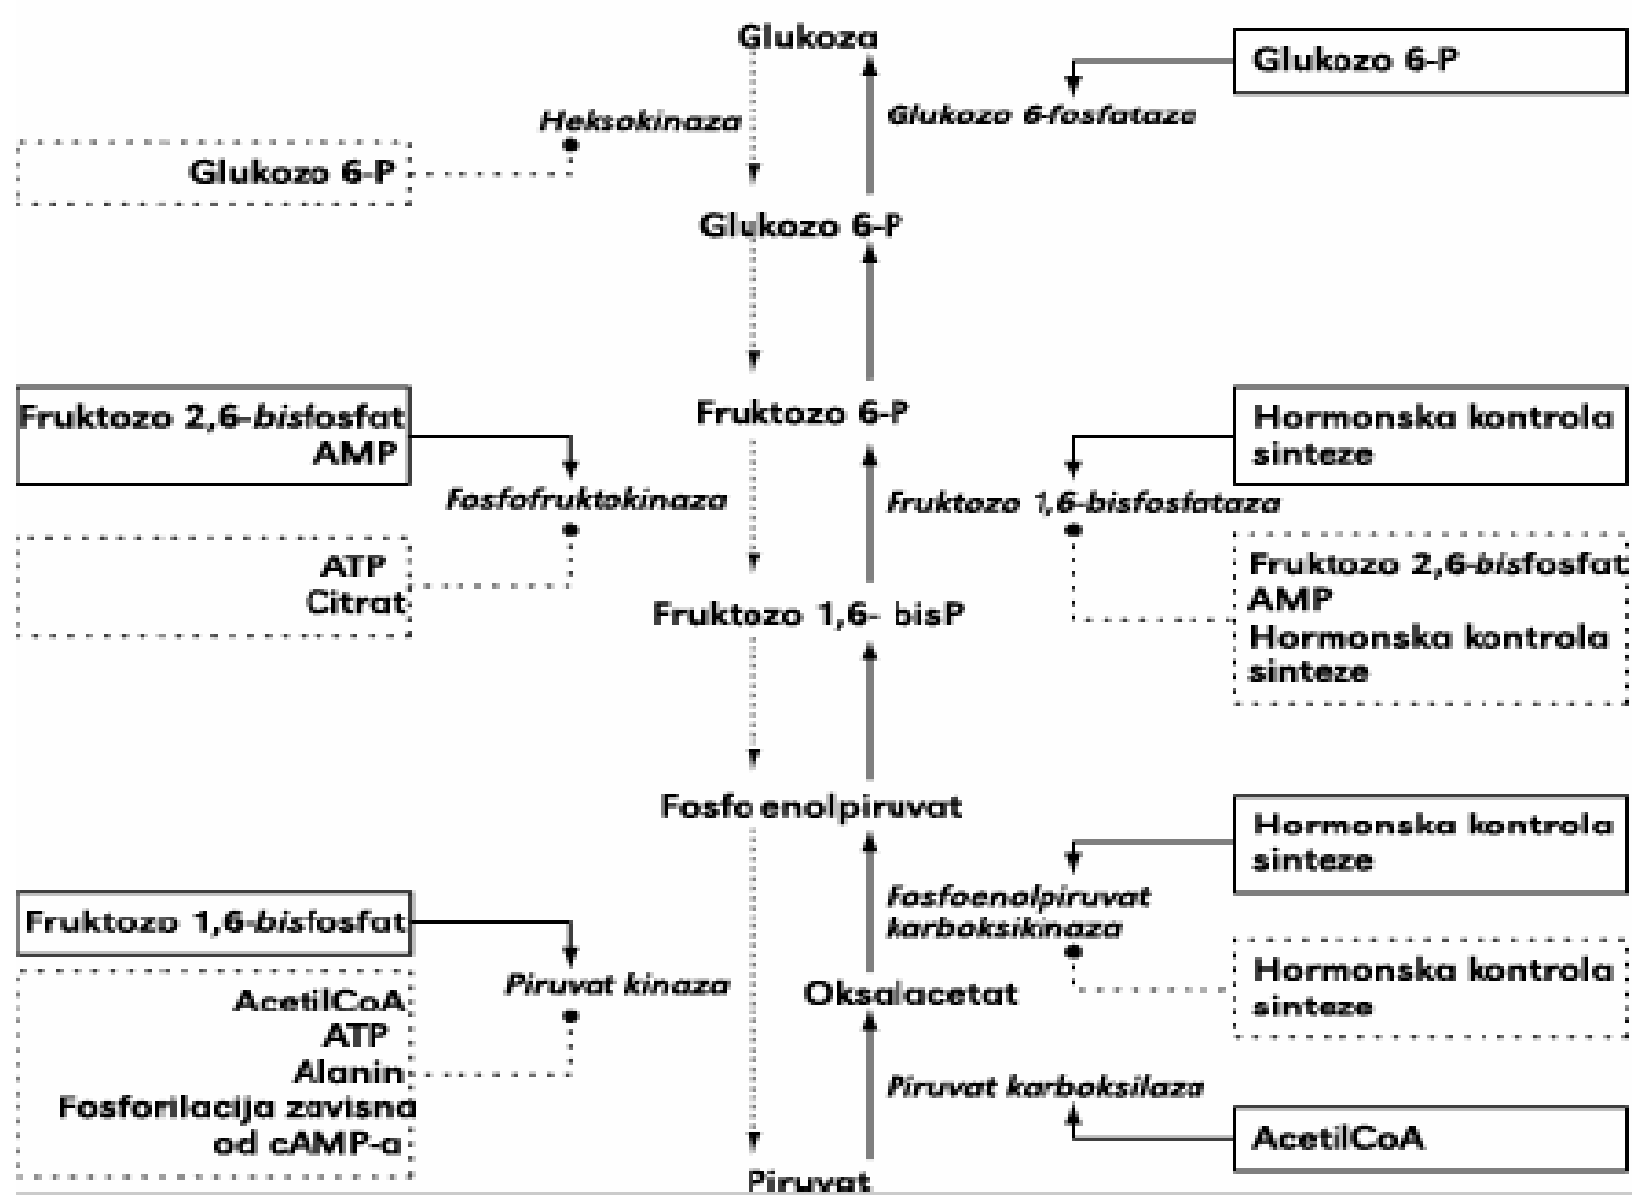 Glukoza
Glukozo 6-P
Glukozo 6-fosfataza
Heksokinaza
Glukozo 6-P
Glukozo 6-P
Fruktozo 2,6-bisfosfat
AMP
Fruktozo 6-P
Hormonska kontrola
sinteze
Fosfofruktokinaza
Fruktozo 1,6-bisfosfataza
ATP
Citrat
Fruktozo 1,6- bisP
Fruktozo 2,6-bisfosfat
AMP
Hormonska kontrola
sinteze
Fosfo enolpiruvat
Hormonska kontrola
sinteze
Fosfoenolpiruvat
karboksikinaza
Fruktozo 1,6-bisfosfat
Piruvat kinaza
Oksalacetat
Hormonska kontrola
sinteze
AcetilCoA
ATP
Alanin
Fosforilacija zavisna
od cAMP-a
Piruvat karboksilaza
AcetilCoA
Piruvat